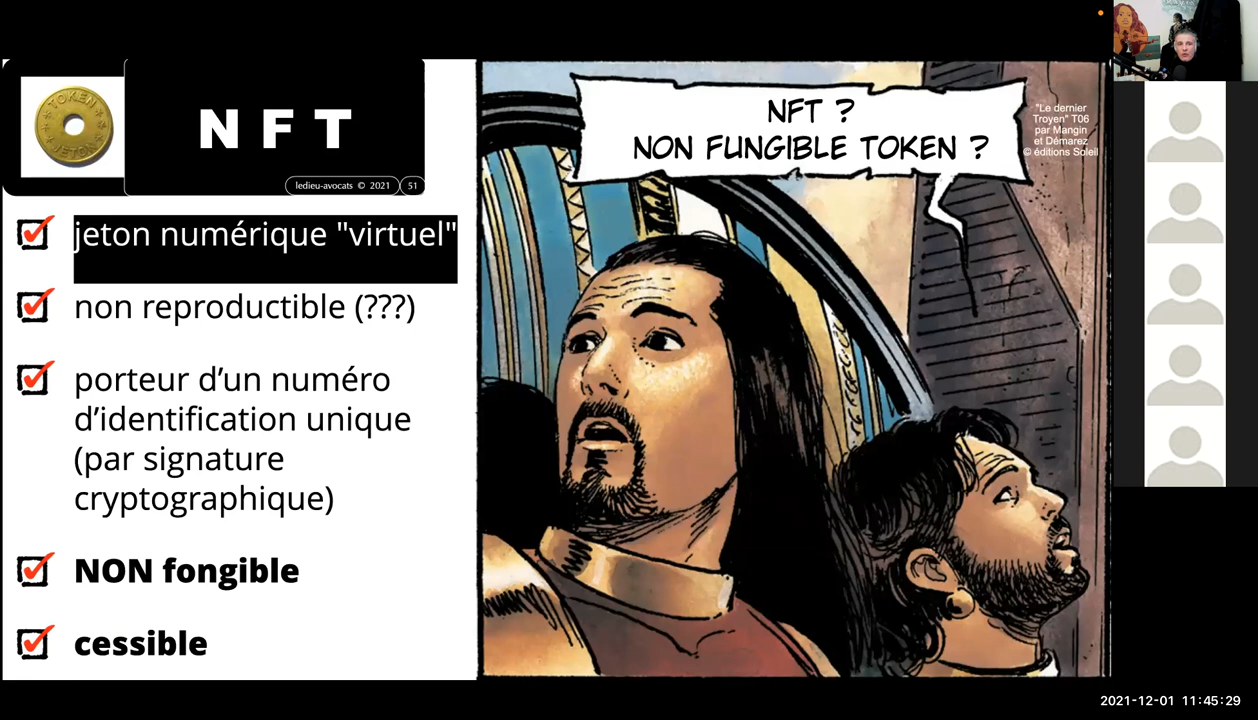 TOKEN
JETON
NFT
ledieu-avocats © 2021
51
jeton numérique "virtuel"
non reproductible (???)
porteur d’un numéro
d’identification unique
(par signature
cryptographique)
NON fongible
cessible
NFT ?
NON FUNGIBLE TOKEN ?
"Le dernier
Troyen" T06
par Mangin
et Démarez
© éditions Soleil
2021-12-01 11:45:29